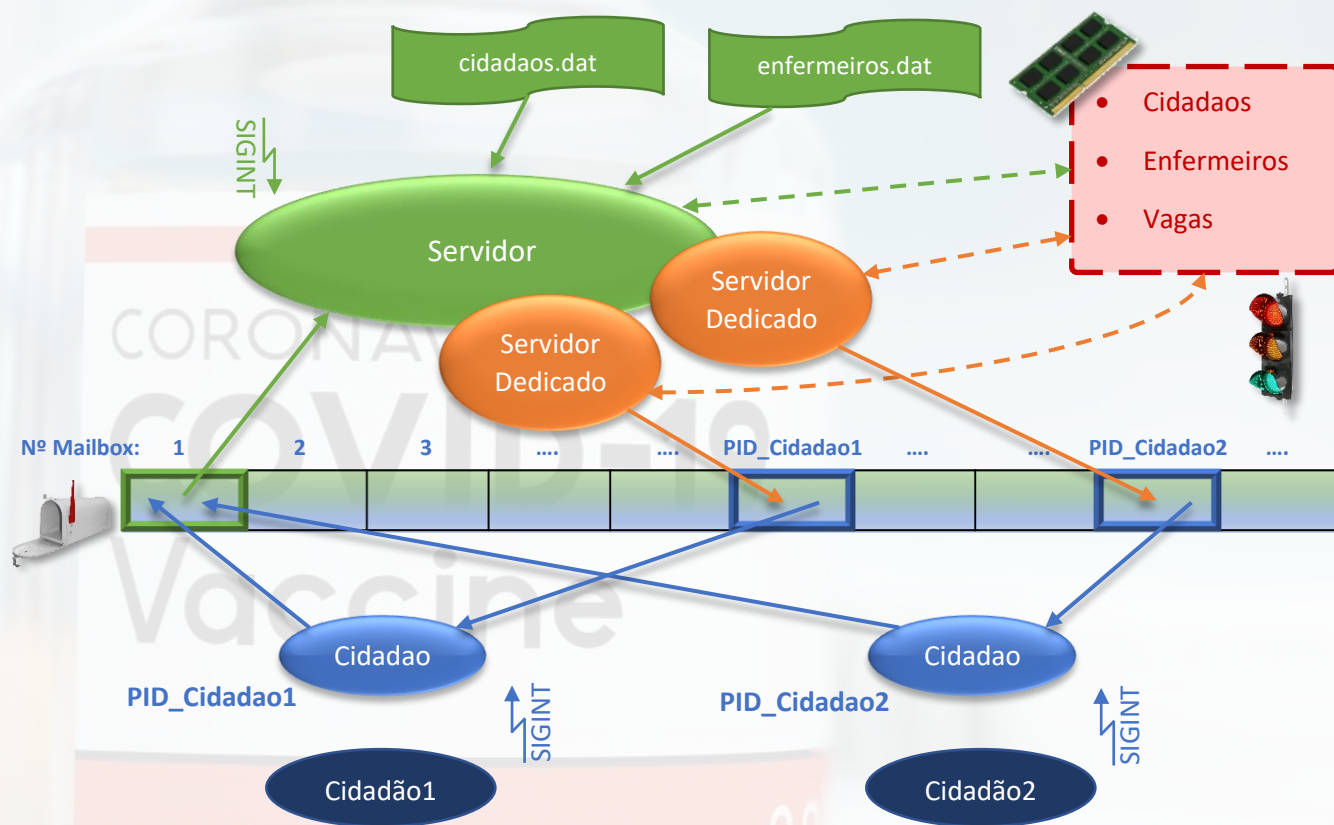 cidadaos.dat
enfermeiros.dat
• Cidadaos
• Enfermeiros
• Vagas
SIGINT
Servidor
Servidor
Dedicado
Servidor
Dedicado
CORONAV
COVID-19
Vaccine
Nº Mailbox: 1 2 3 .... .... PID_Cidadao1 .... .... PID_Cidadao2 ....
Cidadao
Cidadao
PID_Cidadao1
PID_Cidadao2
SIGINT
SIGINT
Cidadão1
Cidadão2